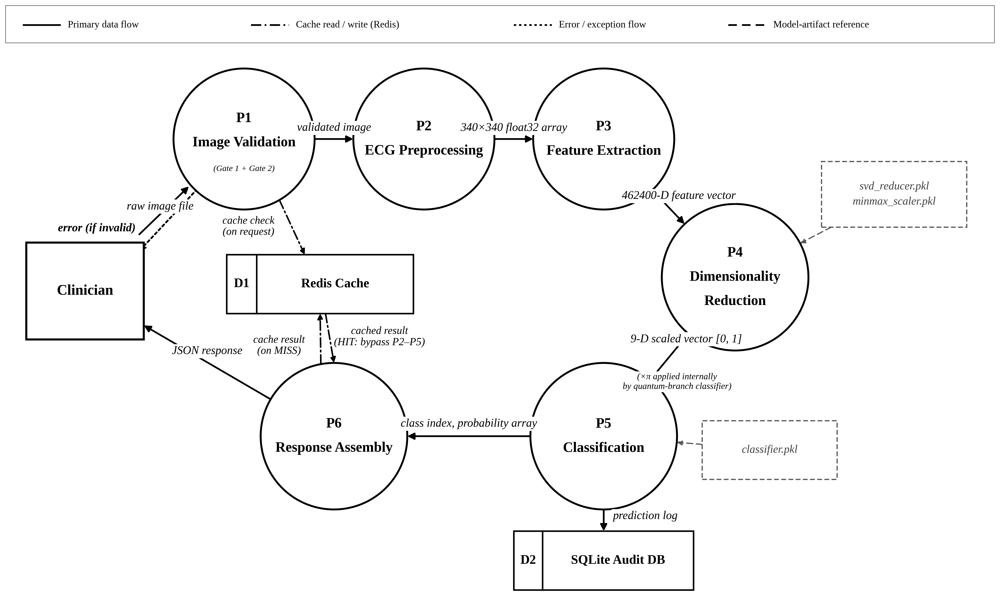 Primary data flow
Cache read / write (Redis)
Error / exception flow
Model-artifact reference
P1
Image Validation
(Gate 1 + Gate 2)
validated image
P2
ECG Preprocessing
340×340 float32 array
P3
Feature Extraction
462400-D feature vector
svd_reducer.pkl
minmax_scaler.pkl
raw image file
error (if invalid)
cache check
(on request)
Clinician
D1
Redis Cache
P4
Dimensionality
Reduction
cache result
(on MISS)
cached result
(HIT: bypass P2–P5)
JSON response
9-D scaled vector [0, 1]
(×π applied internally
by quantum-branch classifier)
P6
Response Assembly
class index, probability array
P5
Classification
classifier.pkl
prediction log
D2
SQLite Audit DB